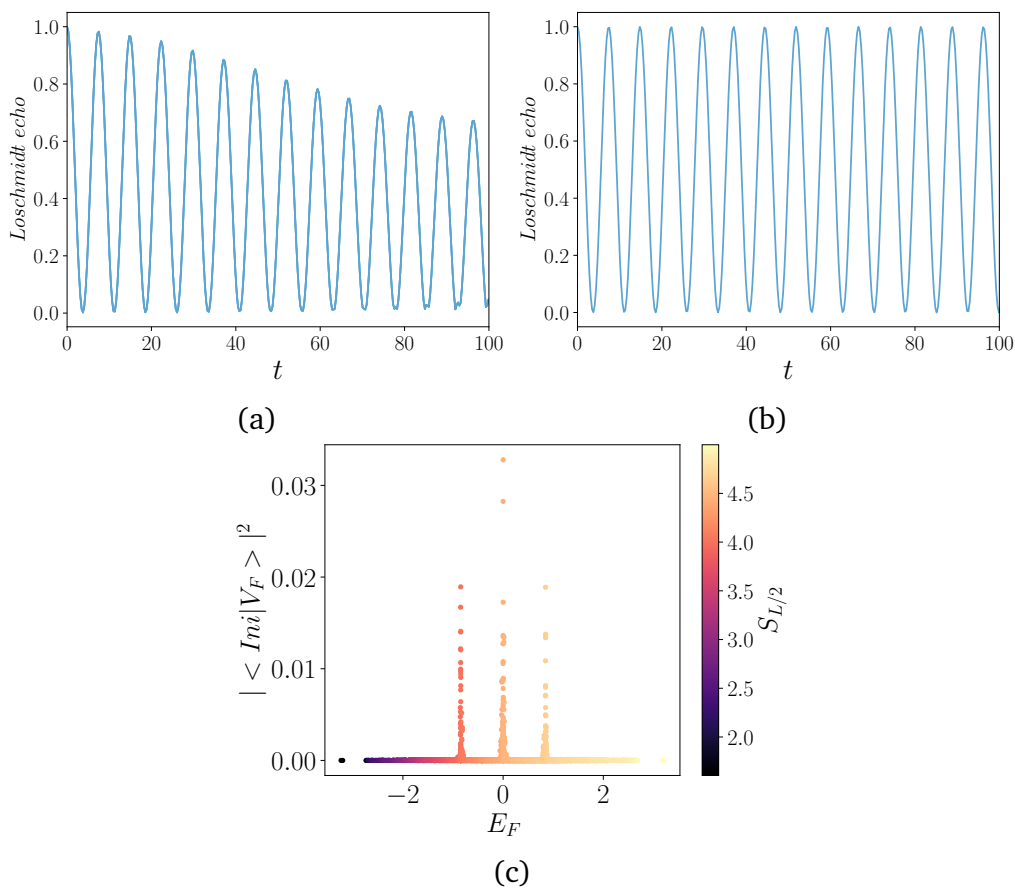 1.0
0.8
0.6
0.4
0.2
0.0
Loschmidt echo
0 20 40 60 80 100
t
(a)
1.0
0.8
0.6
0.4
0.2
0.0
Loschmidt echo
0 20 40 60 80 100
t
(b)
0.03
0.02
0.01
0.00
| < Ini|V_F > |^2
−2 0 2
E_F
4.5
4.0
3.5
3.0
2.5
2.0
S_{L/2}
(c)